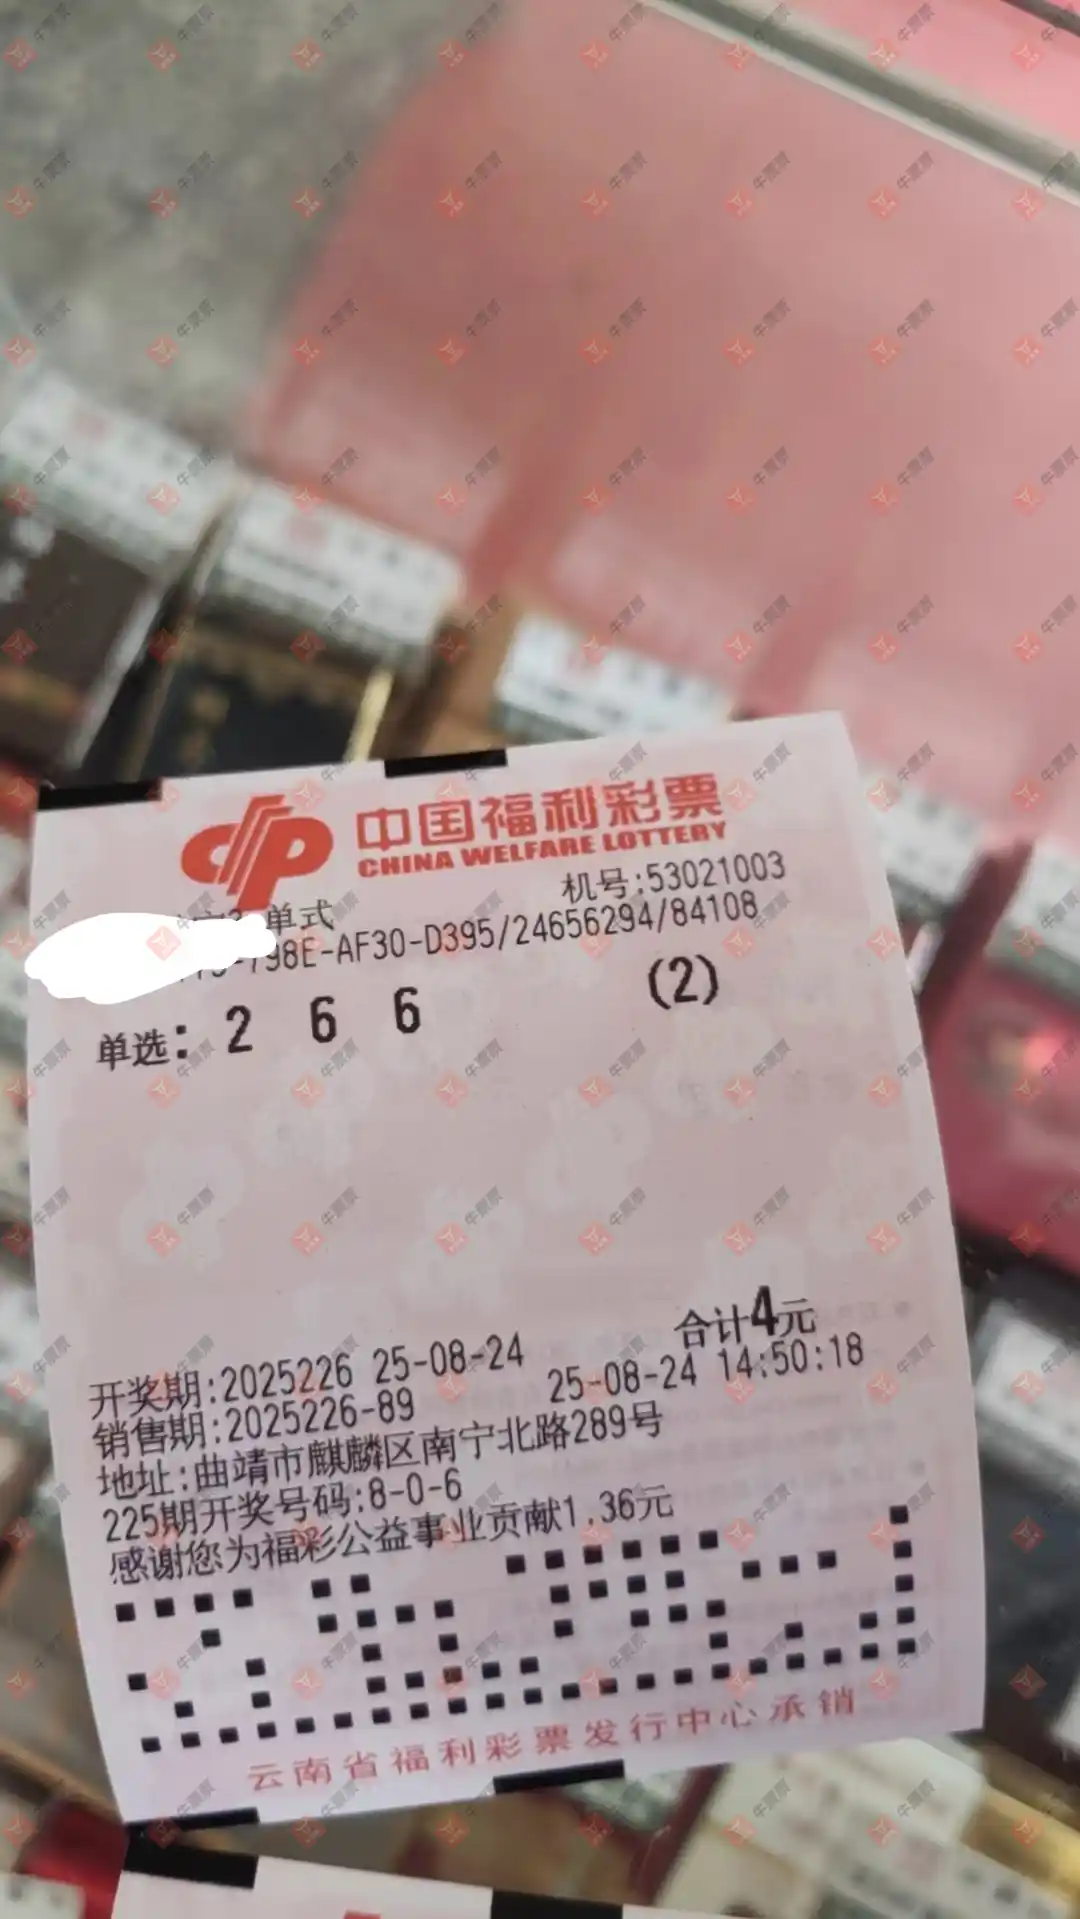 中国福利彩票
CHINA WELFARE LOTTERY
机号:53021003
单式
98E-AF30-D395/24656294/84108
单选: 2 6 6 (2)
合计4元
开奖期:2025226 25-08-24
销售期:2025226-89 25-08-24 14:50:18
地址:曲靖市麒麟区南宁北路289号
225期开奖号码:8-0-6
感谢您为福彩公益事业贡献1.36元
云南省福利彩票发行中心承销